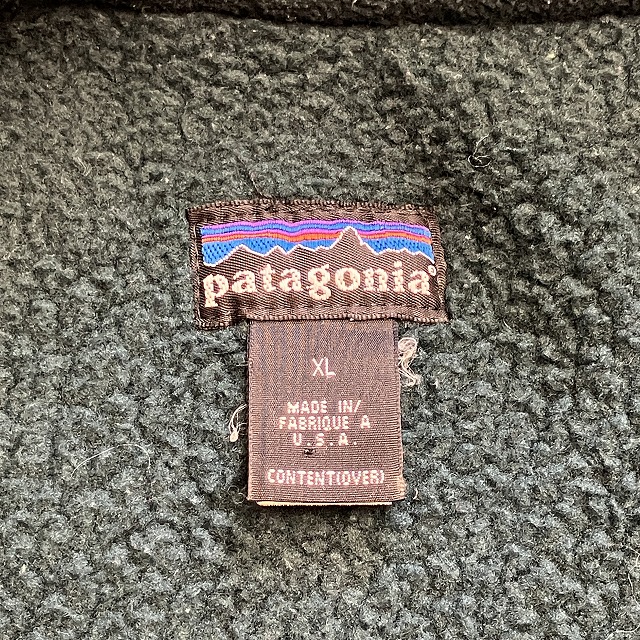 patagonia®
XL
MADE IN/
FABRIQUE A
U.S.A.
CONTENT(OVER)